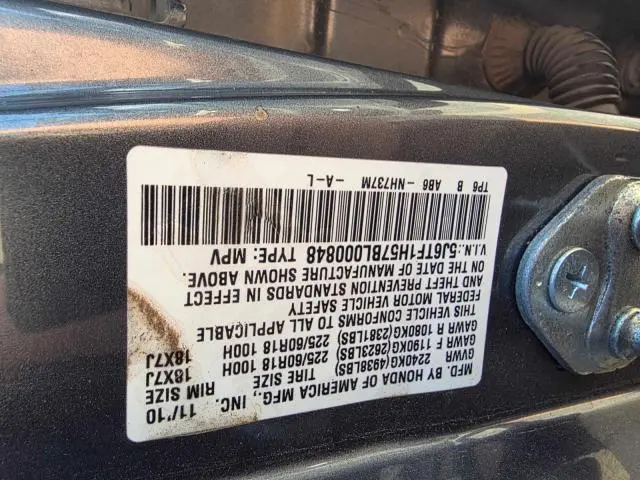 MFD. BY HONDA OF AMERICA MFG., INC. 11/'10
GVWR 2240KG(4938LBS) TIRE SIZE RIM SIZE
GAWR F 1190KG(2623LBS) 225/60R18 100H 18X7J
GAWR R 1080KG(2381LBS) 225/60R18 100H 18X7J
THIS VEHICLE CONFORMS TO ALL APPLICABLE
FEDERAL MOTOR VEHICLE SAFETY
AND THEFT PREVENTION STANDARDS IN EFFECT
ON THE DATE OF MANUFACTURE SHOWN ABOVE.
V.I.N.:5J6TF1H57BL000848 TYPE: MPV
TP6 B AB6 -NH737M -A-L